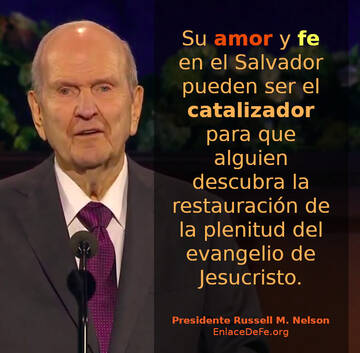 Su amor y fe
en el Salvador
pueden ser el
catalizador
para que
alguien
descubra la
restauración de
la plenitud del
evangelio de
Jesucristo.
Presidente Russell M. Nelson
EnlaceDeFe.org